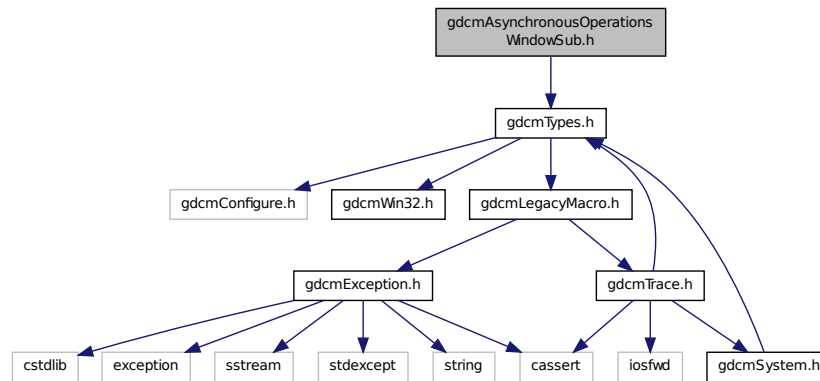 gdcmAsynchronousOperations
WindowSub.h
gdcmTypes.h
gdcmConfigure.h
gdcmWin32.h
gdcmLegacyMacro.h
gdcmException.h
gdcmTrace.h
cstdlib
exception
sstream
stdexcept
string
cassert
iosfwd
gdcmSystem.h